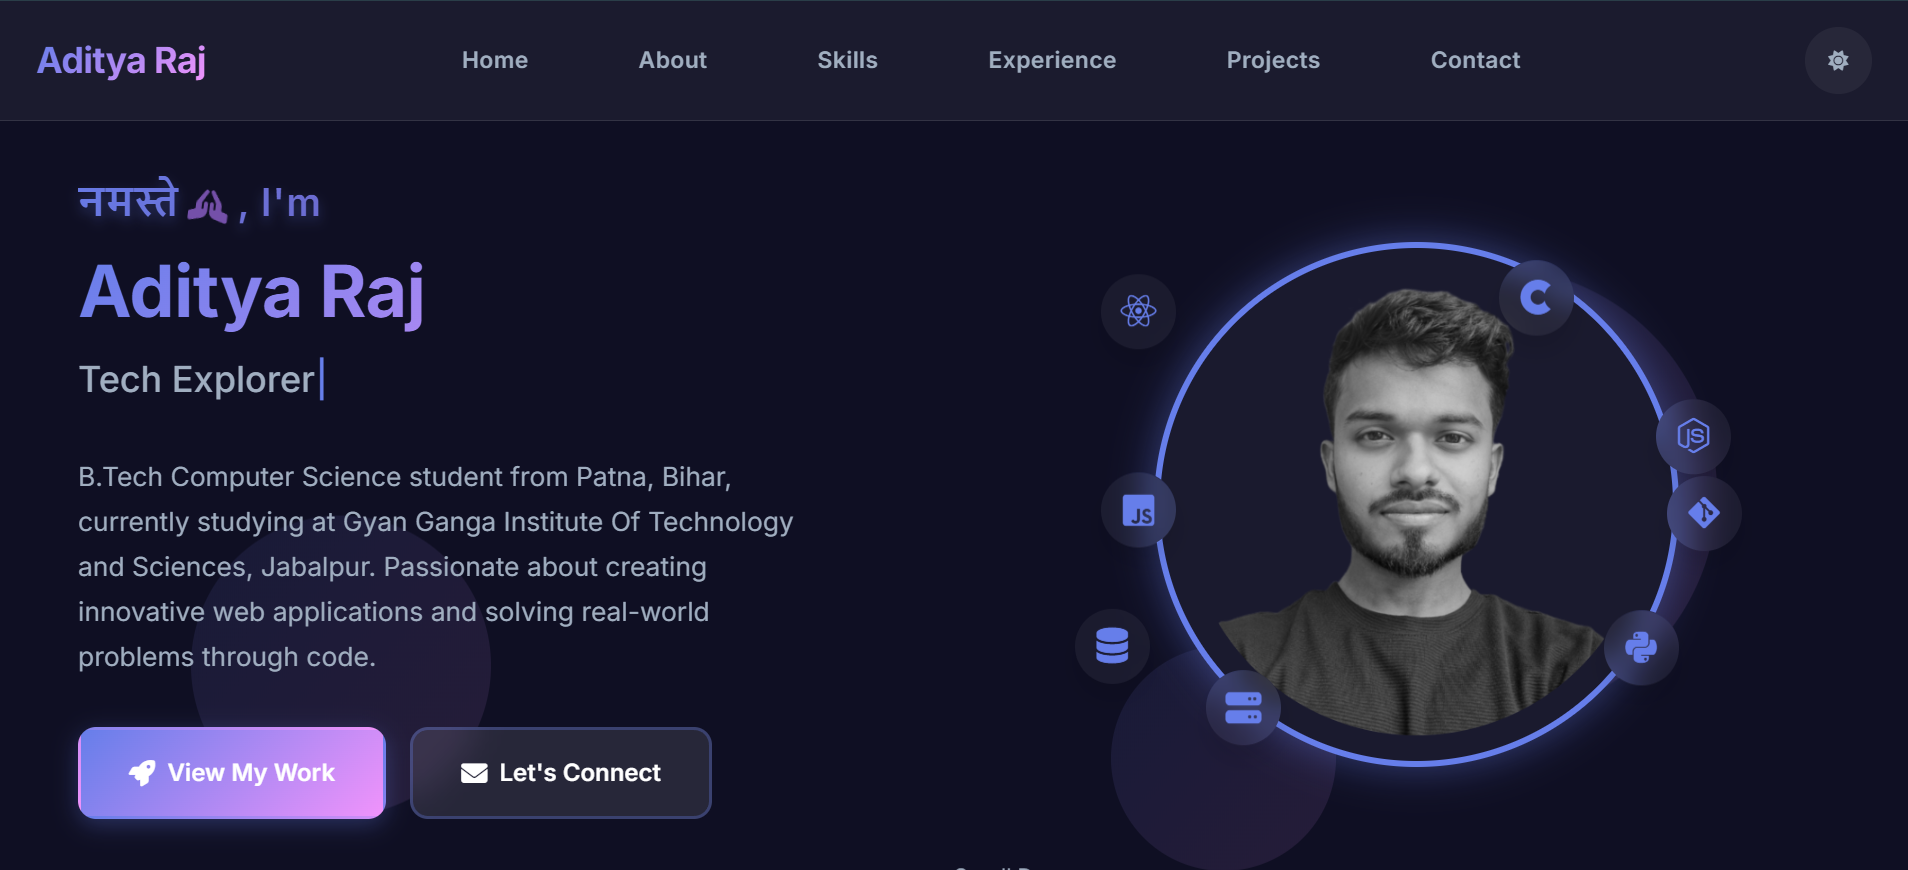 Aditya Raj
Home
About
Skills
Experience
Projects
Contact
नमस्ते 🙏, I'm
Aditya Raj
Tech Explorer
B.Tech Computer Science student from Patna, Bihar,
currently studying at Gyan Ganga Institute Of Technology
and Sciences, Jabalpur. Passionate about creating
innovative web applications and solving real-world
problems through code.
View My Work
Let's Connect
C
JS
JS